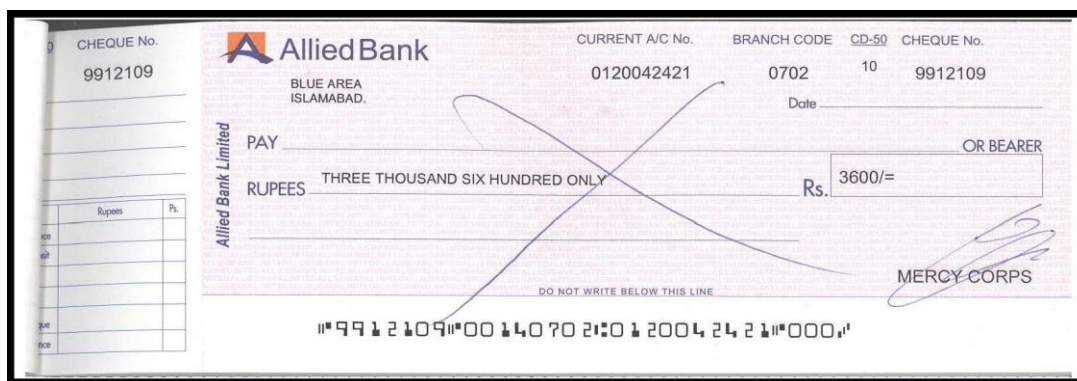 CHEQUE No.
9912109
Rupees Ps.
Allied Bank
BLUE AREA
ISLAMABAD.
CURRENT A/C No. BRANCH CODE CD-50 CHEQUE No.
0120042421 0702 10 9912109
Date
Allied Bank Limited
PAY OR BEARER
RUPEES THREE THOUSAND SIX HUNDRED ONLY Rs. 3600/=
MERCY CORPS
DO NOT WRITE BELOW THIS LINE
⑈9912109⑈0014070 2⑆0120042421⑈000⑇